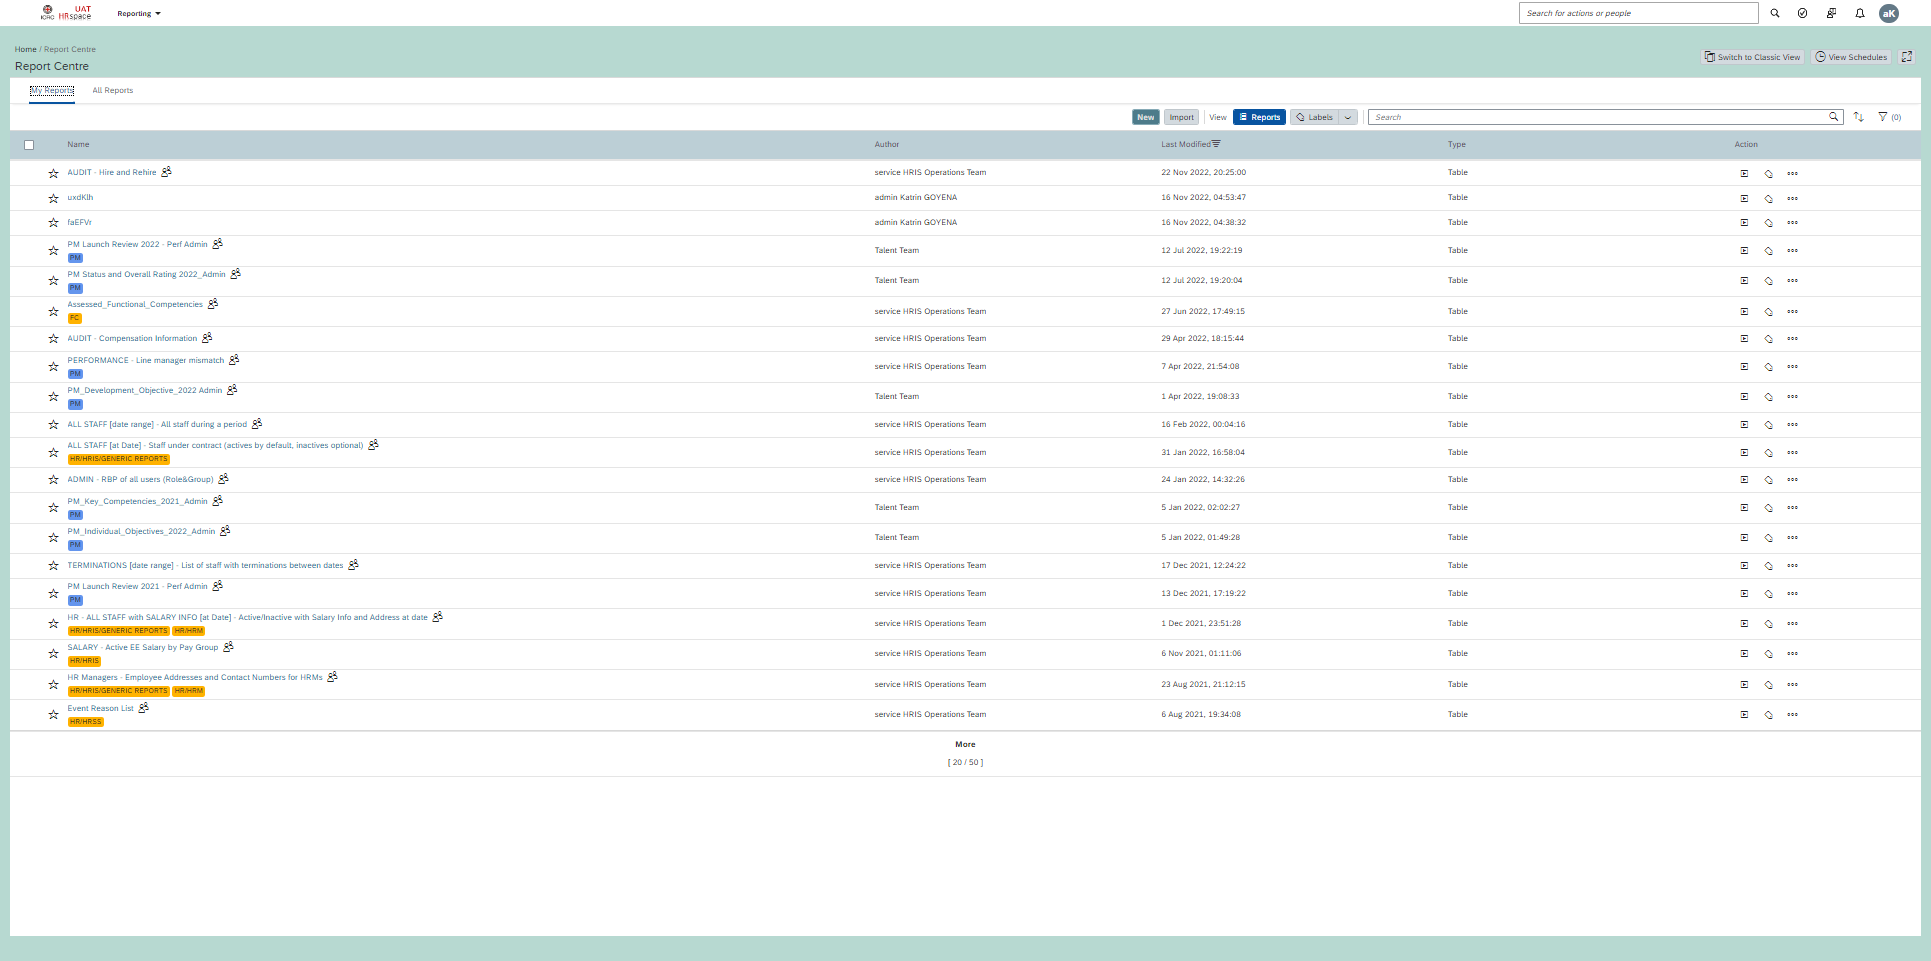 ICRC UAT HRspace Reporting Search for actions or people aK
Home / Report Centre
Report Centre
Switch to Classic View View Schedules
My Reports All Reports
New Import View Reports Labels Search (0)
Name Author Last Modified Type Action
AUDIT - Hire and Rehire service HRIS Operations Team 22 Nov 2022, 20:25:00 Table
uxdKlh admin Katrin GOYENA 16 Nov 2022, 04:53:47 Table
faEFVr admin Katrin GOYENA 16 Nov 2022, 04:38:32 Table
PM Launch Review 2022 - Perf Admin Talent Team 12 Jul 2022, 19:22:19 Table
PM
PM Status and Overall Rating 2022_Admin Talent Team 12 Jul 2022, 19:20:04 Table
PM
Assessed_Functional_Competencies service HRIS Operations Team 27 Jun 2022, 17:49:15 Table
FC
AUDIT - Compensation Information service HRIS Operations Team 29 Apr 2022, 18:15:44 Table
PERFORMANCE - Line manager mismatch service HRIS Operations Team 7 Apr 2022, 21:54:08 Table
PM
PM_Development_Objective_2022 Admin Talent Team 1 Apr 2022, 19:08:33 Table
PM
ALL STAFF [date range] - All staff during a period service HRIS Operations Team 16 Feb 2022, 00:04:16 Table
ALL STAFF [at Date] - Staff under contract (actives by default, inactives optional) service HRIS Operations Team 31 Jan 2022, 16:58:04 Table
HR/HRIS/GENERIC REPORTS
ADMIN - RBP of all users (Role&Group) service HRIS Operations Team 24 Jan 2022, 14:32:26 Table
PM_Key_Competencies_2021_Admin Talent Team 5 Jan 2022, 02:02:27 Table
PM
PM_Individual_Objectives_2022_Admin Talent Team 5 Jan 2022, 01:49:28 Table
PM
TERMINATIONS [date range] - List of staff with terminations between dates service HRIS Operations Team 17 Dec 2021, 12:24:22 Table
PM Launch Review 2021 - Perf Admin service HRIS Operations Team 13 Dec 2021, 17:19:22 Table
PM
HR - ALL STAFF with SALARY INFO [at Date] - Active/Inactive with Salary Info and Address at date service HRIS Operations Team 1 Dec 2021, 23:51:28 Table
HR/HRIS/GENERIC REPORTS HR/HRM
SALARY - Active EE Salary by Pay Group service HRIS Operations Team 6 Nov 2021, 01:11:06 Table
HR/HRIS
HR Managers - Employee Addresses and Contact Numbers for HRMs service HRIS Operations Team 23 Aug 2021, 21:12:15 Table
HR/HRIS/GENERIC REPORTS HR/HRM
Event Reason List service HRIS Operations Team 6 Aug 2021, 19:34:08 Table
HR/HRSS
More
[ 20 / 50 ]